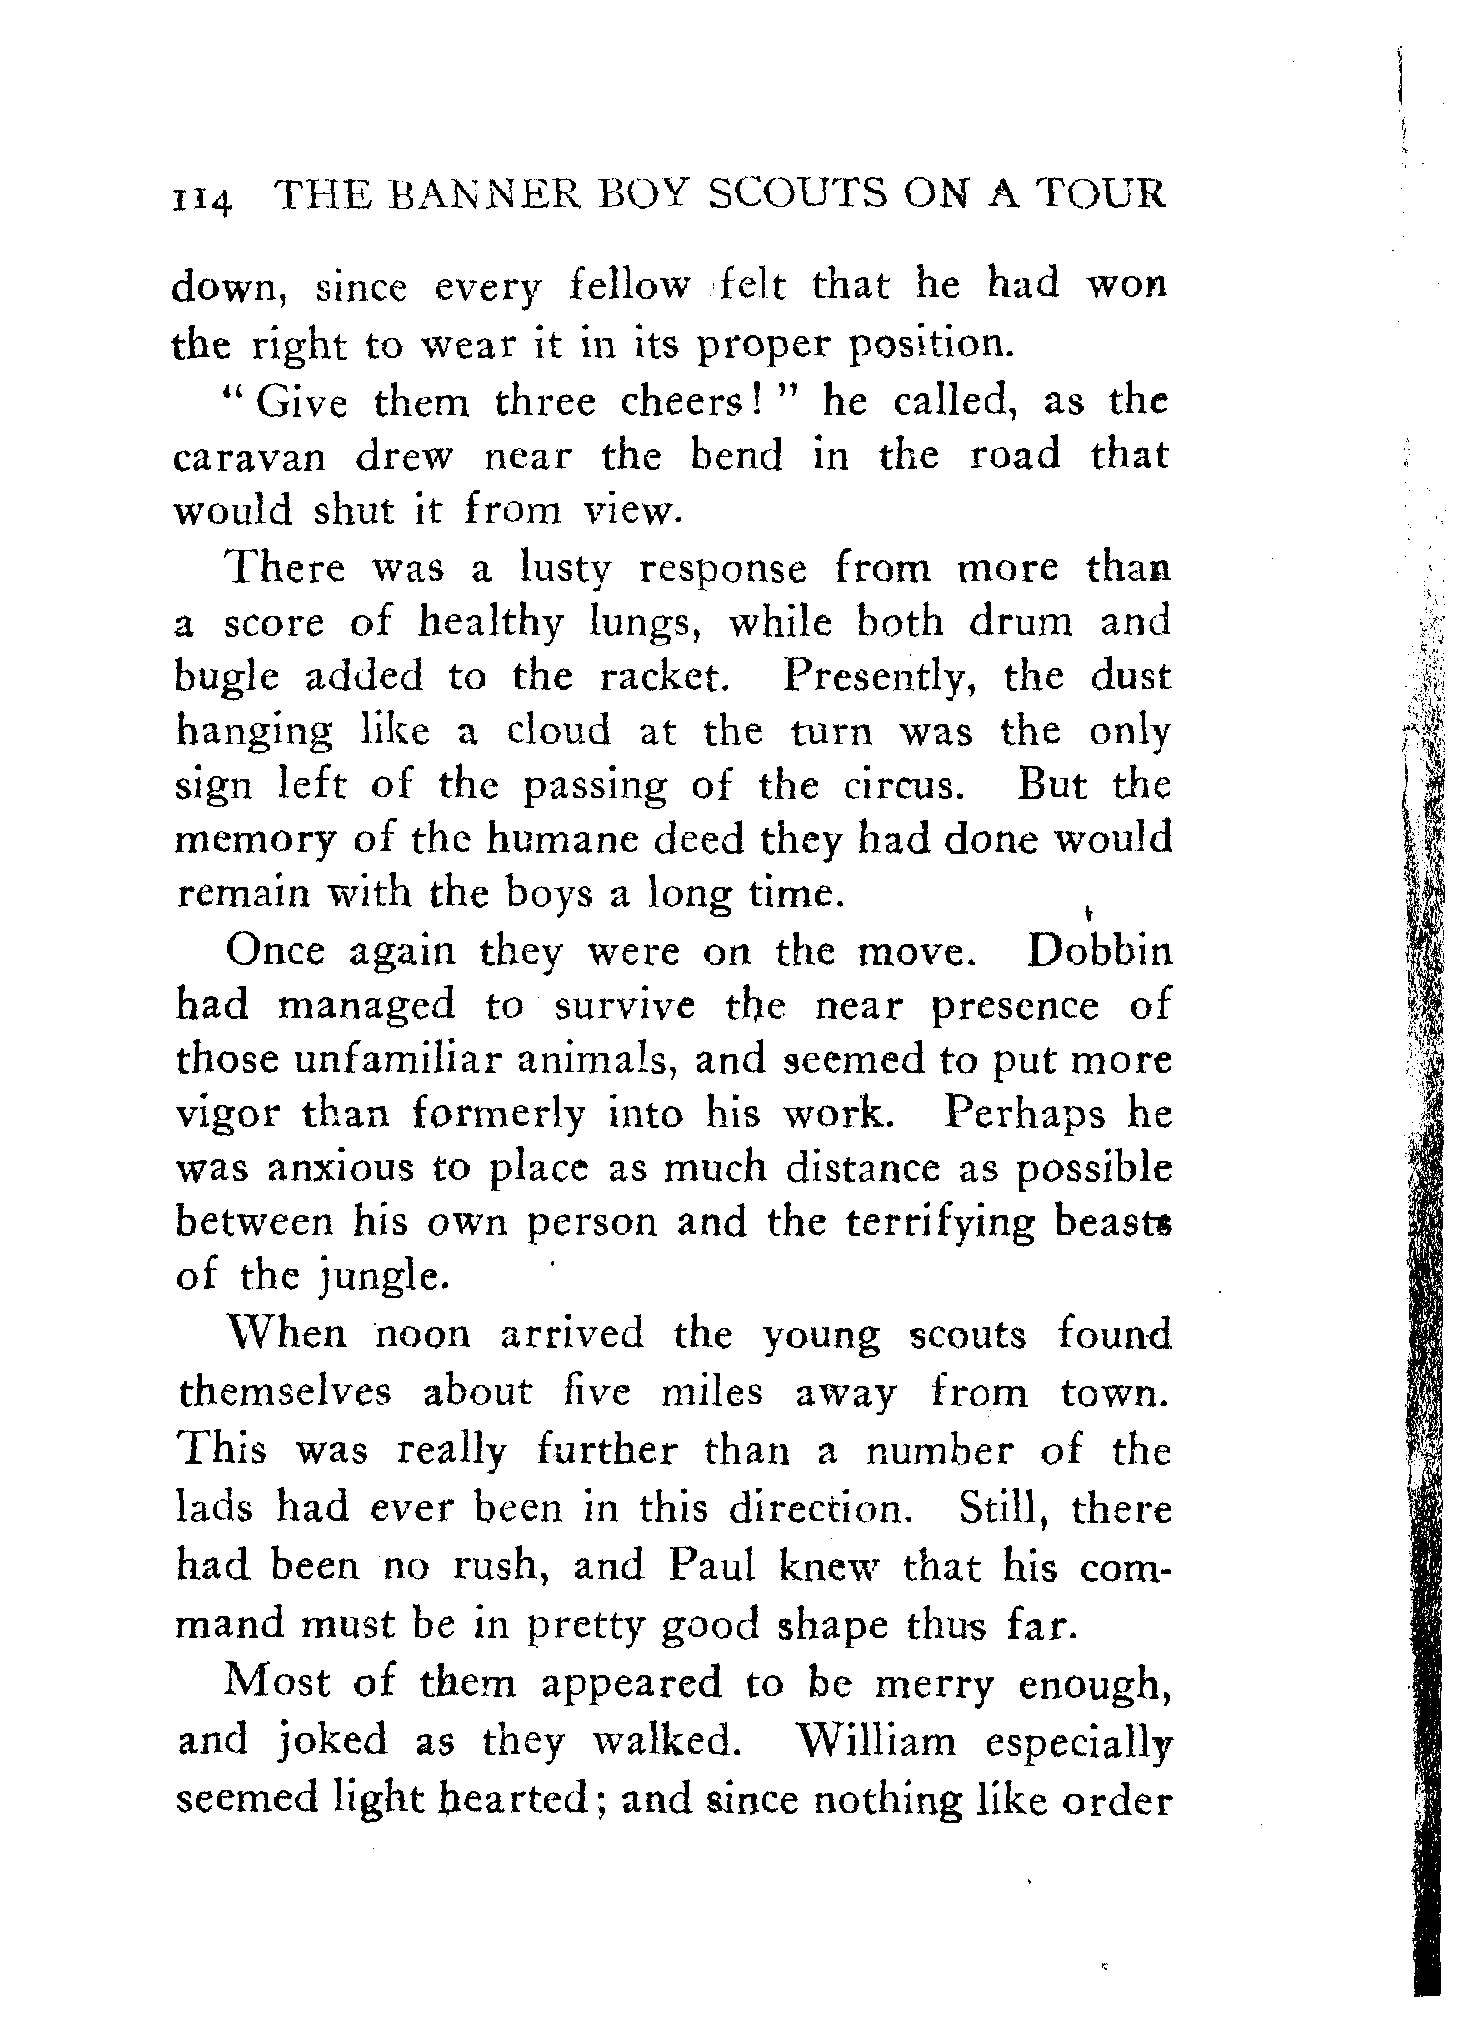 114 THE BANNER BOY SCOUTS ON A TOUR
down, since every fellow felt that he had won
the right to wear it in its proper position.
“ Give them three cheers! ” he called, as the
caravan drew near the bend in the road that
would shut it from view.
There was a lusty response from more than
a score of healthy lungs, while both drum and
bugle added to the racket. Presently, the dust
hanging like a cloud at the turn was the only
sign left of the passing of the circus. But the
memory of the humane deed they had done would
remain with the boys a long time.
Once again they were on the move. Dobbin
had managed to survive the near presence of
those unfamiliar animals, and seemed to put more
vigor than formerly into his work. Perhaps he
was anxious to place as much distance as possible
between his own person and the terrifying beasts
of the jungle.
When noon arrived the young scouts found
themselves about five miles away from town.
This was really further than a number of the
lads had ever been in this direction. Still, there
had been no rush, and Paul knew that his com-
mand must be in pretty good shape thus far.
Most of them appeared to be merry enough,
and joked as they walked. William especially
seemed light hearted; and since nothing like order